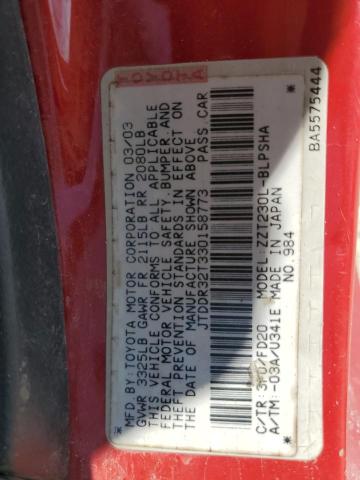 TOYOTA
MFD BY: TOYOTA MOTOR CORPORATION 03/03
GVWR 3325LB GAWR FR 2115LB RR 2080LB
THIS VEHICLE CONFORMS TO ALL APPLICABLE
FEDERAL MOTOR VEHICLE SAFETY BUMPER, AND
THEFT PREVENTION STANDARDS IN EFFECT ON
THE DATE OF MANUFACTURE SHOWN ABOVE
JTDDR32T330158773 PASS CAR
C/TR: 3P0/FD20 MODEL: ZZT230L-BLPSHA
A/TM: -03A/U341E MADE IN JAPAN
* NO. 984 *
BA5575444